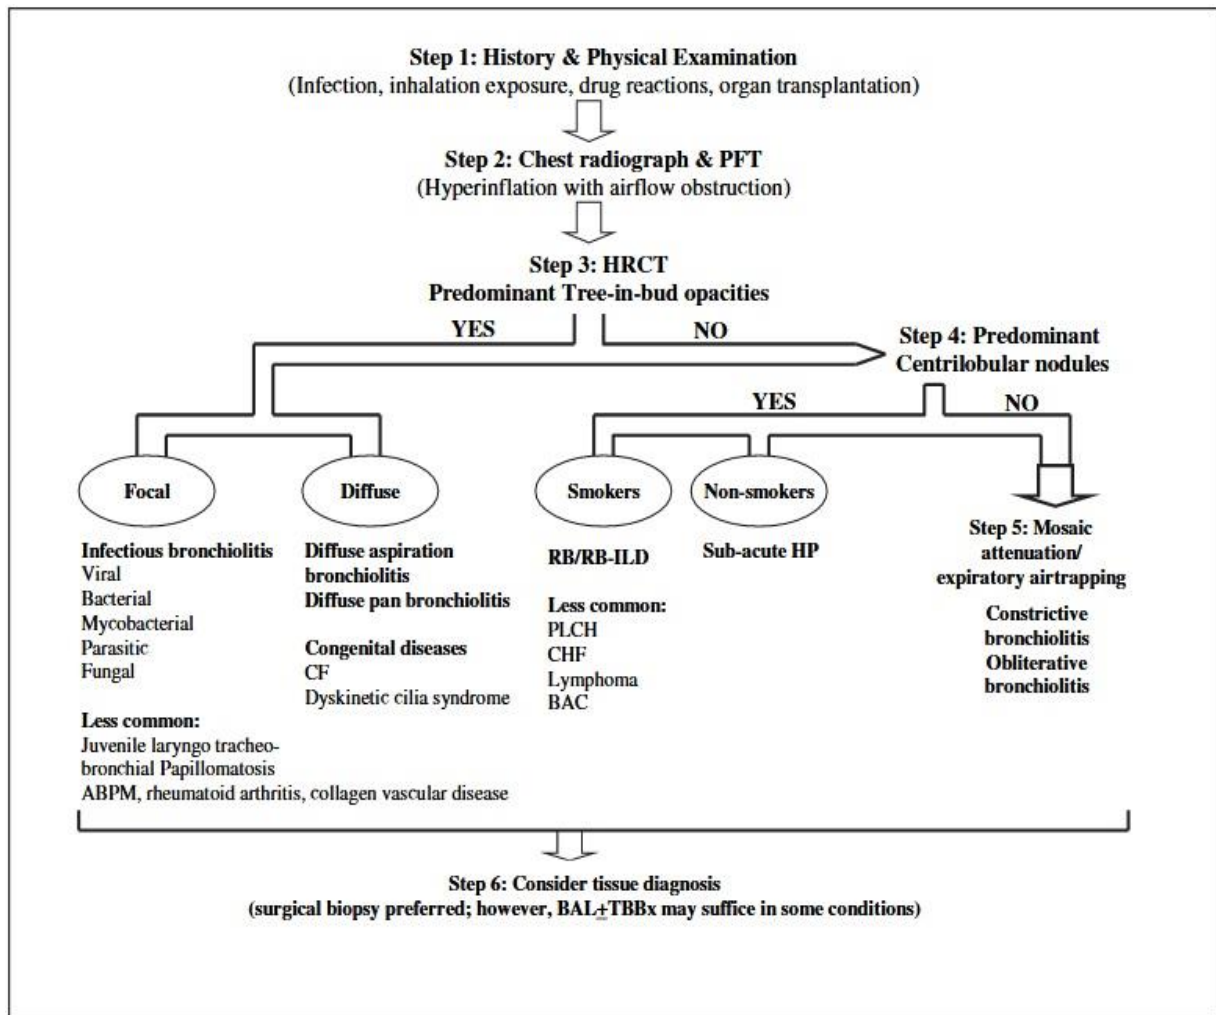 Step 1: History & Physical Examination
(Infection, inhalation exposure, drug reactions, organ transplantation)
Step 2: Chest radiograph & PFT
(Hyperinflation with airflow obstruction)
Step 3: HRCT
Predominant Tree-in-bud opacities
YES
NO
Step 4: Predominant
Centrilobular nodules
YES
NO
Focal
Infectious bronchiolitis
Viral
Bacterial
Mycobacterial
Parasitic
Fungal
Less common:
Juvenile laryngo tracheo-
bronchial Papillomatosis
ABPM, rheumatoid arthritis, collagen vascular disease
Diffuse
Diffuse aspiration
bronchiolitis
Diffuse pan bronchiolitis
Congenital diseases
CF
Dyskinetic cilia syndrome
Smokers
RB/RB-ILD
Less common:
PLCH
CHF
Lymphoma
BAC
Non-smokers
Sub-acute HP
Step 5: Mosaic
attenuation/
expiratory airtrapping
Constrictive
bronchiolitis
Obliterative
bronchiolitis
Step 6: Consider tissue diagnosis
(surgical biopsy preferred; however, BAL±TBBx may suffice in some conditions)